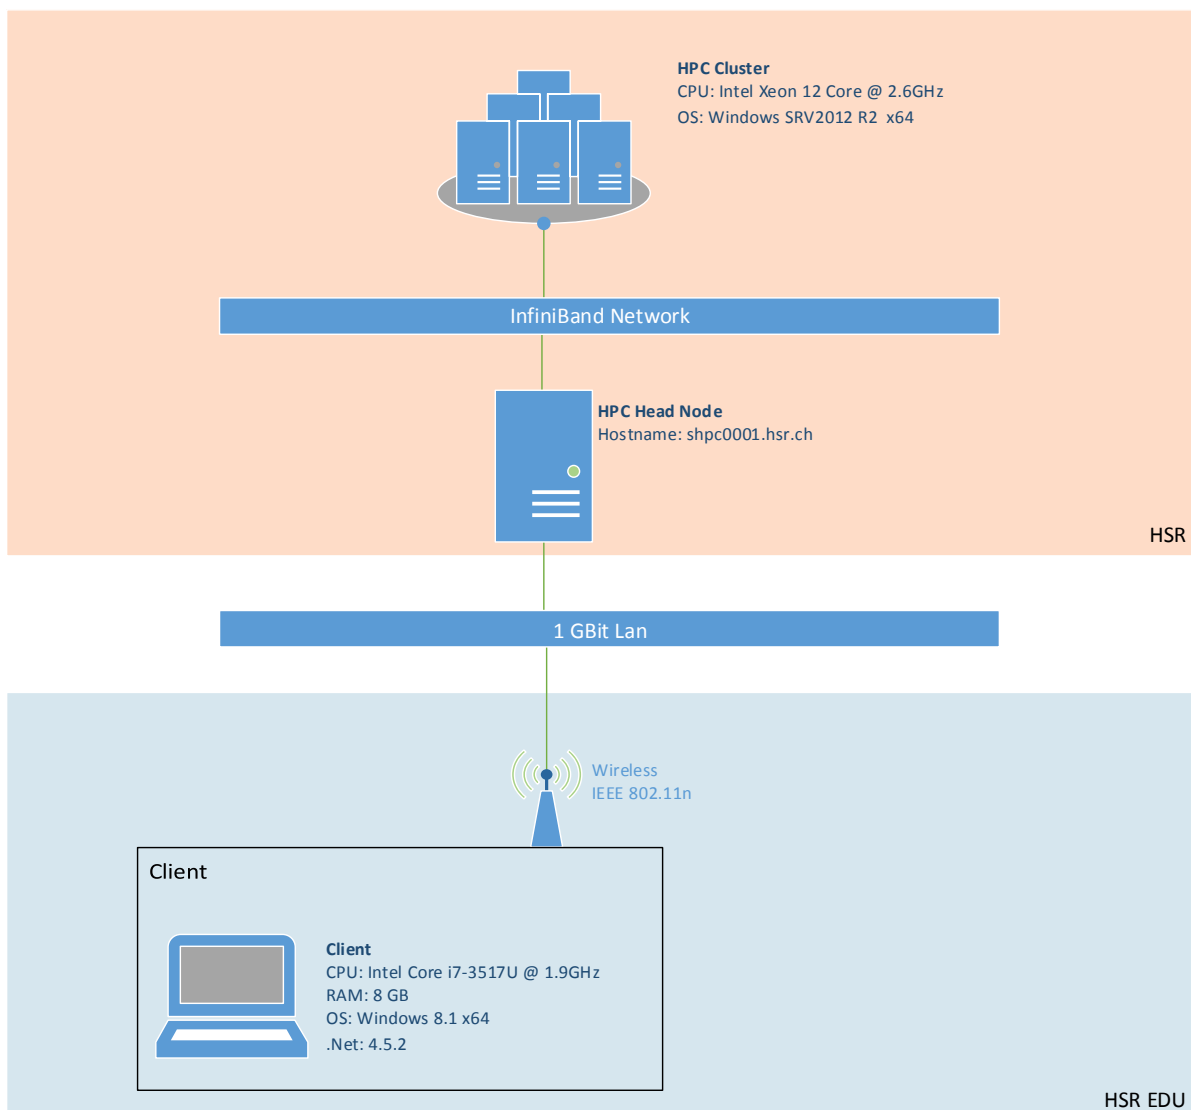 HPC Cluster
CPU: Intel Xeon 12 Core @ 2.6GHz
OS: Windows SRV2012 R2 x64
InfiniBand Network
HPC Head Node
Hostname: shpc0001.hsr.ch
HSR
1 GBit Lan
Wireless
IEEE 802.11n
Client
Client
CPU: Intel Core i7-3517U @ 1.9GHz
RAM: 8 GB
OS: Windows 8.1 x64
.Net: 4.5.2
HSR EDU